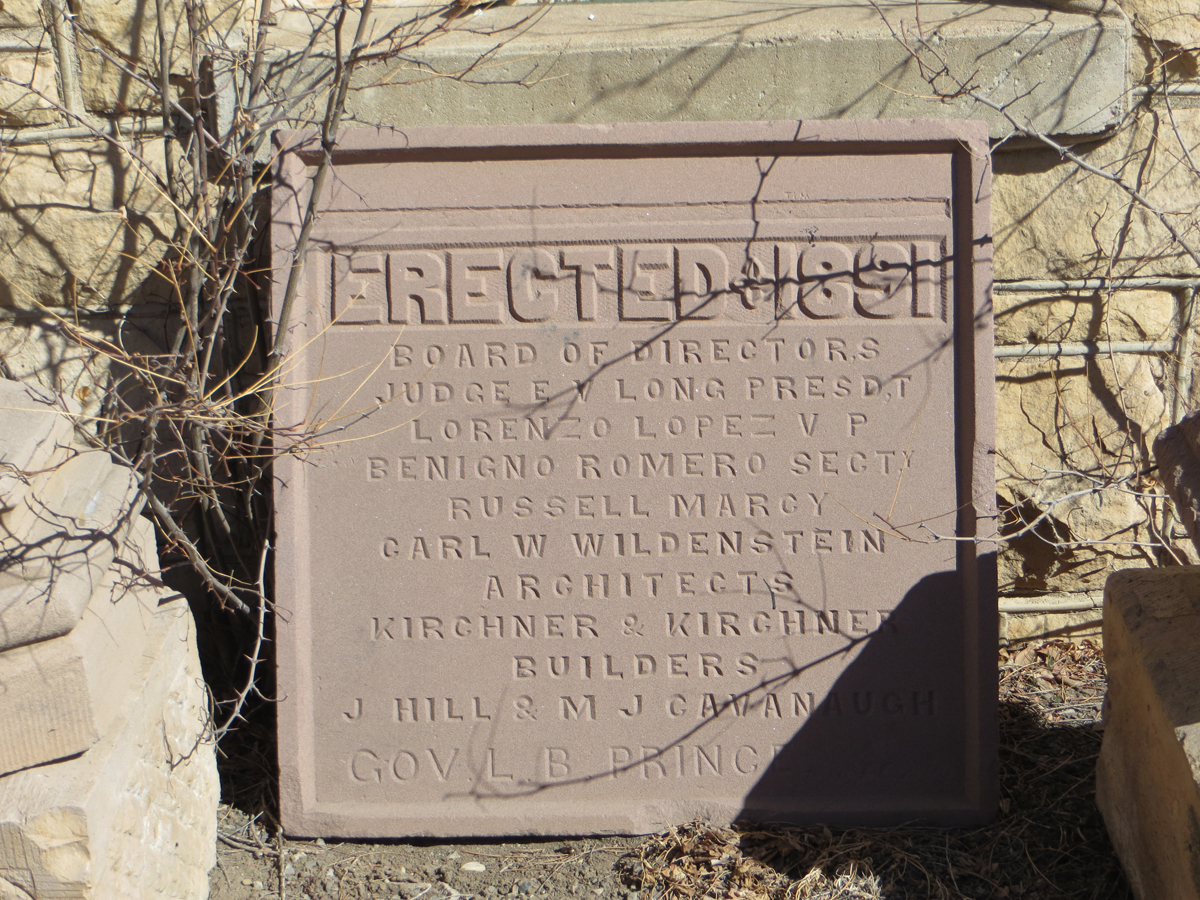 ERECTED 1891
BOARD OF DIRECTORS
JUDGE E V LONG PRESD,T
LORENZO LOPEZ V P
BENIGNO ROMERO SECTY
RUSSELL MARCY
CARL W WILDENSTEIN
ARCHITECTS
KIRCHNER & KIRCHNER
BUILDERS
J HILL & M J CAVANAUGH
GOV. L. B PRINCE